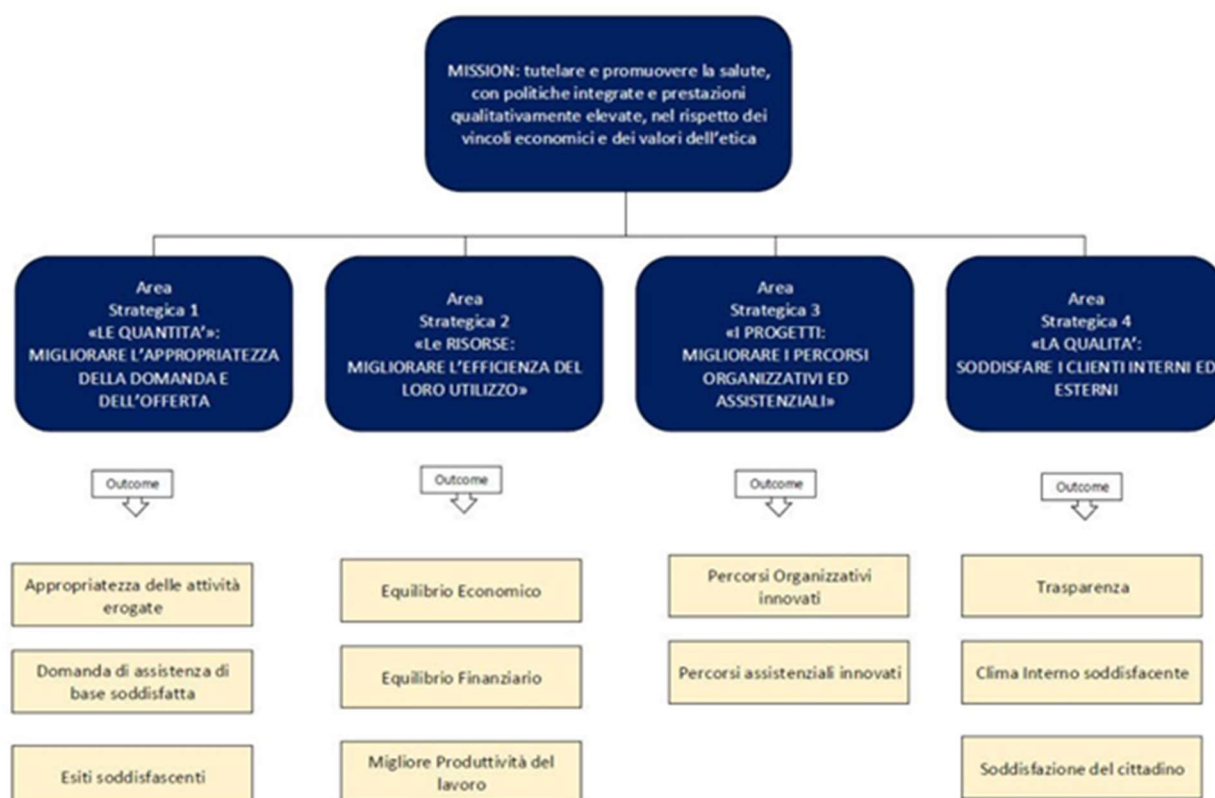 MISSION: tutelare e promuovere la salute,
con politiche integrate e prestazioni
qualitativamente elevate, nel rispetto dei
vincoli economici e dei valori dell'etica
Area
Strategica 1
«LE QUANTITA'»:
MIGLIORARE L'APPROPRIATEZZA
DELLA DOMANDA E
DELL'OFFERTA
Area
Strategica 2
«Le RISORSE:
MIGLIORARE L'EFFICIENZA DEL
LORO UTILIZZO»
Area
Strategica 3
«I PROGETTI:
MIGLIORARE I PERCORSI
ORGANIZZATIVI ED
ASSISTENZIALI»
Area
Strategica 4
«LA QUALITA':
SODDISFARE I CLIENTI INTERNI ED
ESTERNI
Outcome
Outcome
Outcome
Outcome
Appropriatezza delle attività
erogate
Domanda di assistenza di
base soddisfatta
Esiti soddisfascenti
Equilibrio Economico
Equilibrio Finanziario
Migliore Produttività del
lavoro
Percorsi Organizzativi
innovati
Percorsi assistenziali innovati
Trasparenza
Clima Interno soddisfacente
Soddisfazione del cittadino